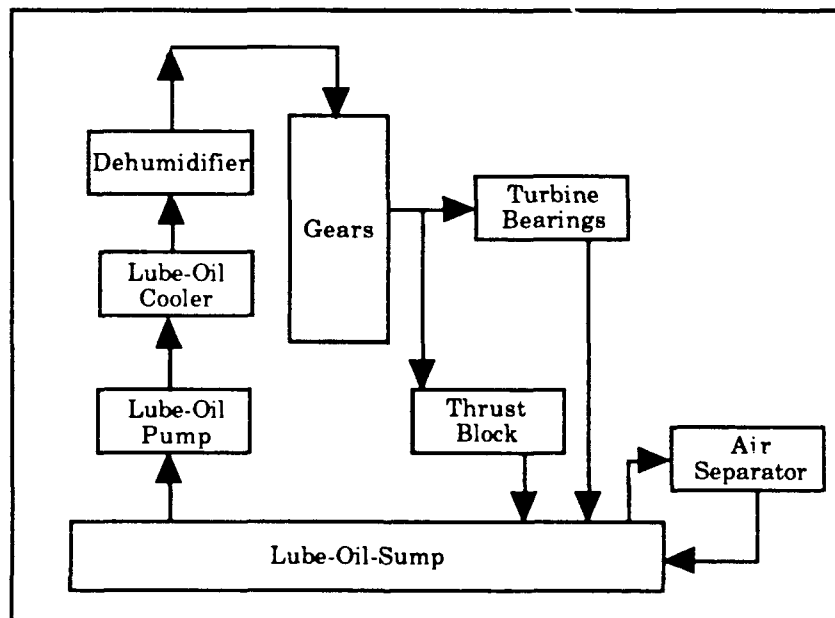 Dehumidifier
Lube-Oil
Cooler
Lube-Oil
Pump
Gears
Turbine
Bearings
Thrust
Block
Air
Separator
Lube-Oil-Sump